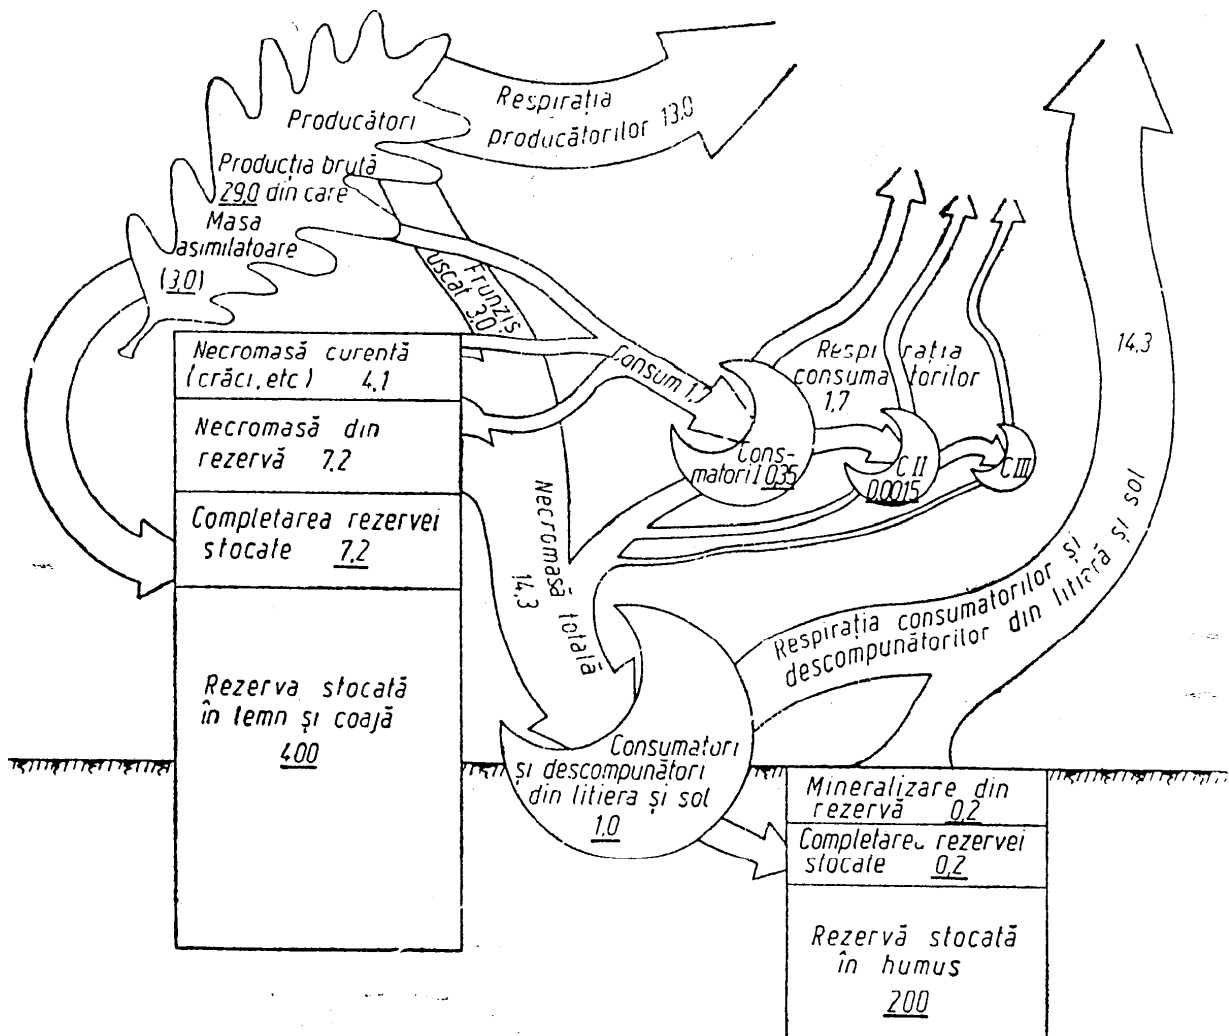 Producători
Producția brută
29,0 din care
Masa
asimilatoare
(3,0)
Respirația
producătorilor 13,0
Frunziș
uscat 3,0
Consum 1,7
Necromasă curentă
(crăci, etc) 4,1
Necromasă din
rezervă 7,2
Completarea rezervei
stocate 7,2
Rezerva stocată
în lemn și coajă
400
Necromasă totală
14,3
Respirația
consumatorilor
1,7
Cons-
matori I 0,35
C II
0,0015
C III
14,3
Respirația consumatorilor și
descompunătorilor din litieră și sol
Consumatori
și descompunători
din litiera și sol
1,0
Mineralizare din
rezervă 0,2
Completarea rezervei
stocate 0,2
Rezervă stocată
în humus
200